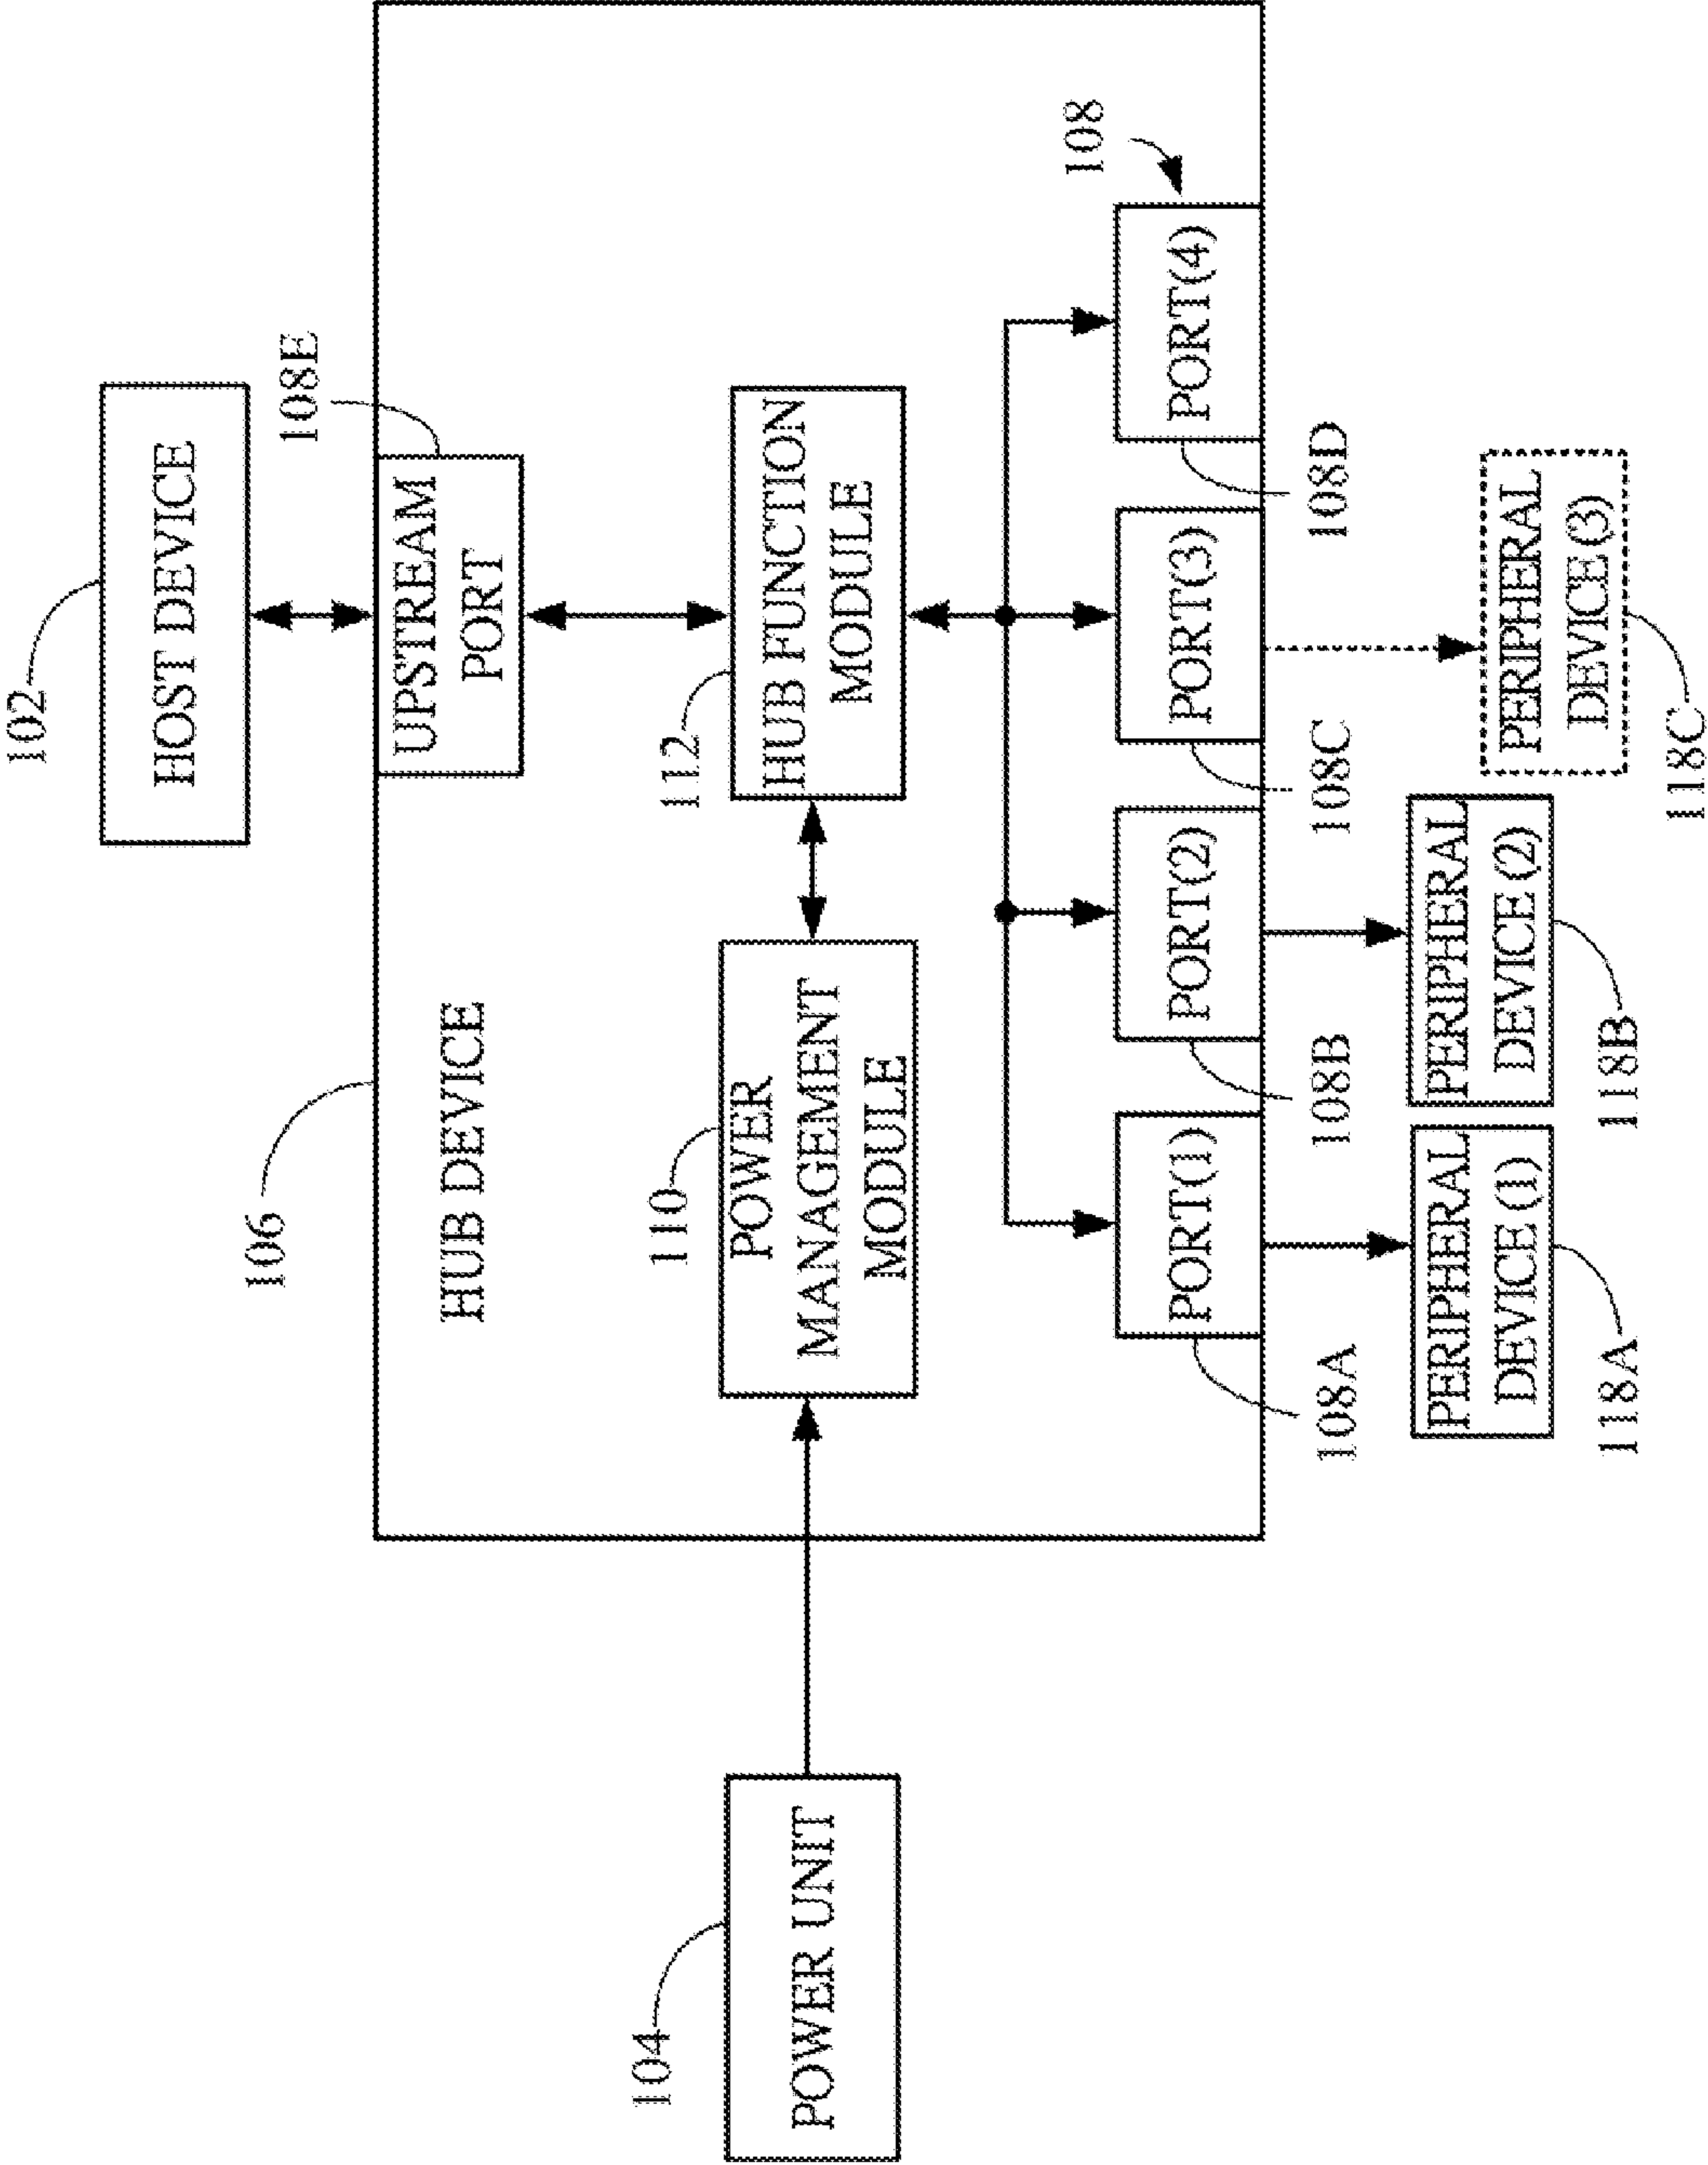 102
HOST DEVICE
106
HUB DEVICE
108E
UPSTREAM
PORT
104
POWER UNIT
110
POWER
MANAGEMENT
MODULE
112
HUB FUNCTION
MODULE
108
108A
PORT(1)
108B
PORT(2)
108C
PORT(3)
108D
PORT(4)
PERIPHERAL
DEVICE (1)
118A
PERIPHERAL
DEVICE (2)
118B
PERIPHERAL
DEVICE (3)
118C